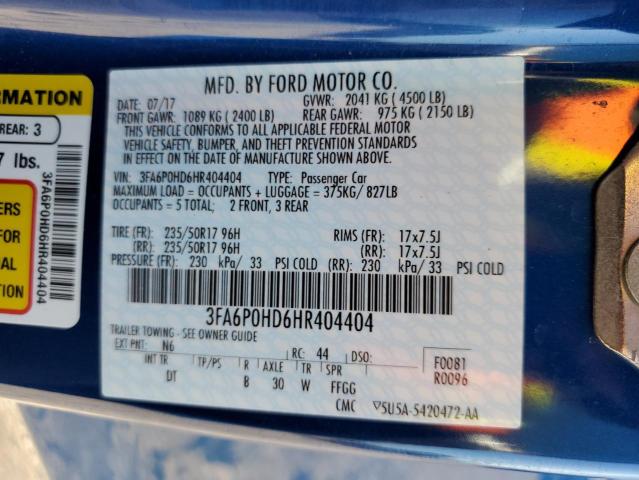 MFD. BY FORD MOTOR CO.
DATE: 07/17 GVWR: 2041 KG ( 4500 LB)
FRONT GAWR: 1089 KG ( 2400 LB) REAR GAWR: 975 KG ( 2150 LB)
THIS VEHICLE CONFORMS TO ALL APPLICABLE FEDERAL MOTOR
VEHICLE SAFETY, BUMPER, AND THEFT PREVENTION STANDARDS
IN EFFECT ON THE DATE OF MANUFACTURE SHOWN ABOVE.
VIN: 3FA6P0HD6HR404404 TYPE: Passenger Car
MAXIMUM LOAD = OCCUPANTS + LUGGAGE = 375KG/ 827LB
OCCUPANTS = 5 TOTAL; 2 FRONT, 3 REAR
TIRE (FR): 235/50R17 96H RIMS (FR): 17x7.5J
(RR): 235/50R17 96H (RR): 17x7.5J
PRESSURE (FR): 230 kPa/ 33 PSI COLD (RR): 230 kPa/ 33 PSI COLD
3FA6P0HD6HR404404
TRAILER TOWING - SEE OWNER GUIDE
EXT PNT: N6 RC: 44 DSO: F0081
INT TR TP/PS R AXLE TR SPR R0096
DT B 30 W FFGG
CMC 5U5A-5420472-AA
ORMATION
REAR: 3
7 lbs.
ERS
FOR
NAL
ON
3FA6P0HD6HR404404